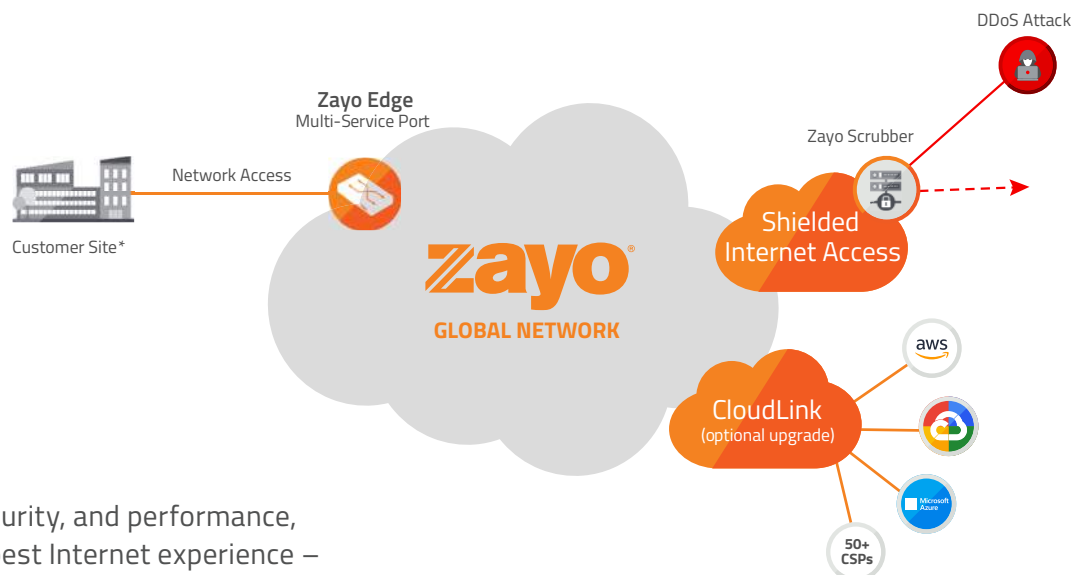 DDoS Attack
Zayo Edge
Multi-Service Port
Zayo Scrubber
Network Access
Customer Site*
Shielded
Internet Access
zayo®
GLOBAL NETWORK
aws
CloudLink
(optional upgrade)
Microsoft
Azure
50+
CSPs
urity, and performance,
est Internet experience –